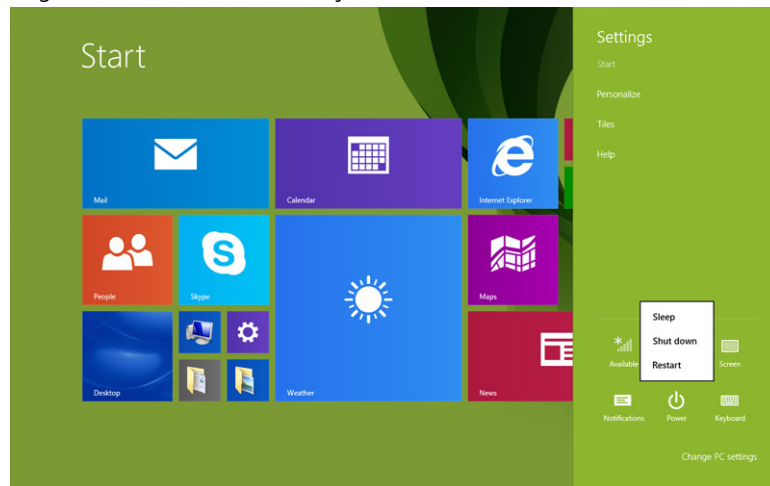 Start
Mail
Calendar
Internet Explorer
People
Skype
Maps
Desktop
Weather
News
Settings
Start
Personalize
Tiles
Help
Sleep
Shut down
Restart
Available
Screen
Notifications
Power
Keyboard
Change PC settings